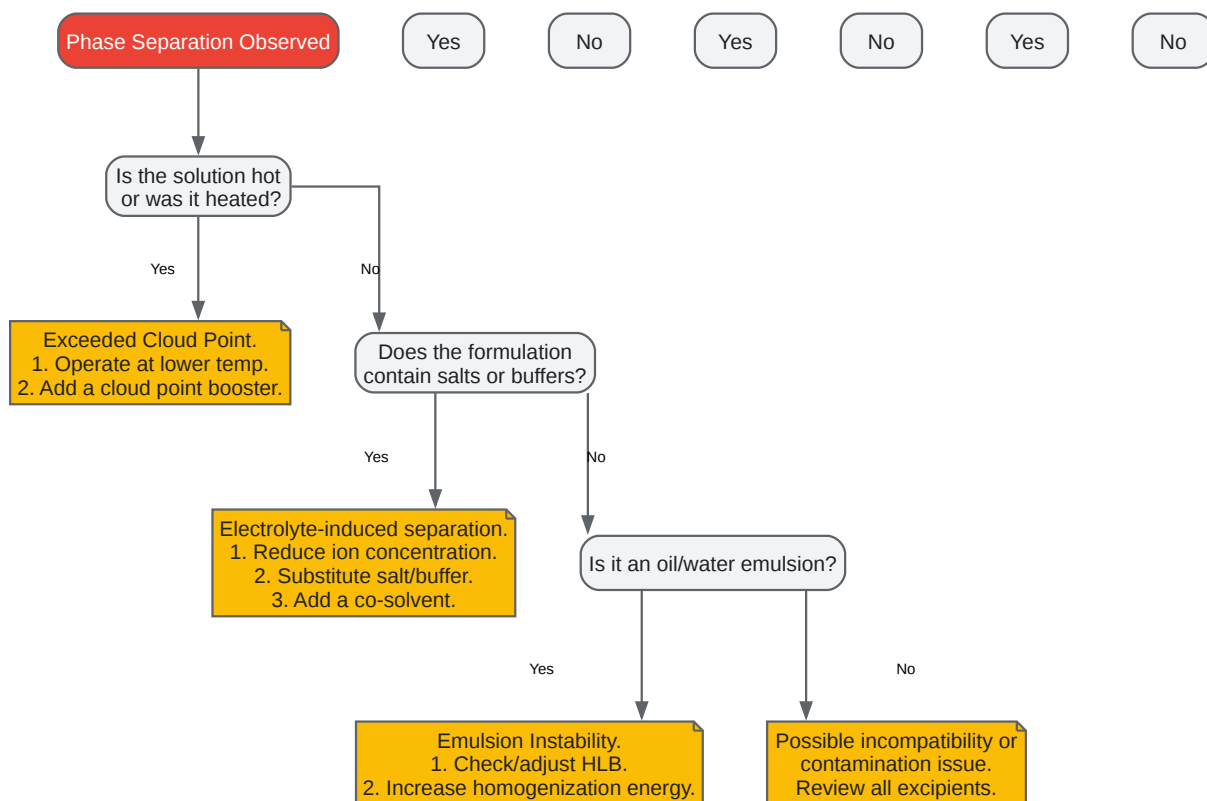 Phase Separation Observed
Yes
No
Yes
No
Yes
No
Is the solution hot
or was it heated?
Yes
No
Exceeded Cloud Point.
1. Operate at lower temp.
2. Add a cloud point booster.
Does the formulation
contain salts or buffers?
Yes
No
Electrolyte-induced separation.
1. Reduce ion concentration.
2. Substitute salt/buffer.
3. Add a co-solvent.
Is it an oil/water emulsion?
Yes
No
Emulsion Instability.
1. Check/adjust HLB.
2. Increase homogenization energy.
Possible incompatibility or
contamination issue.
Review all excipients.